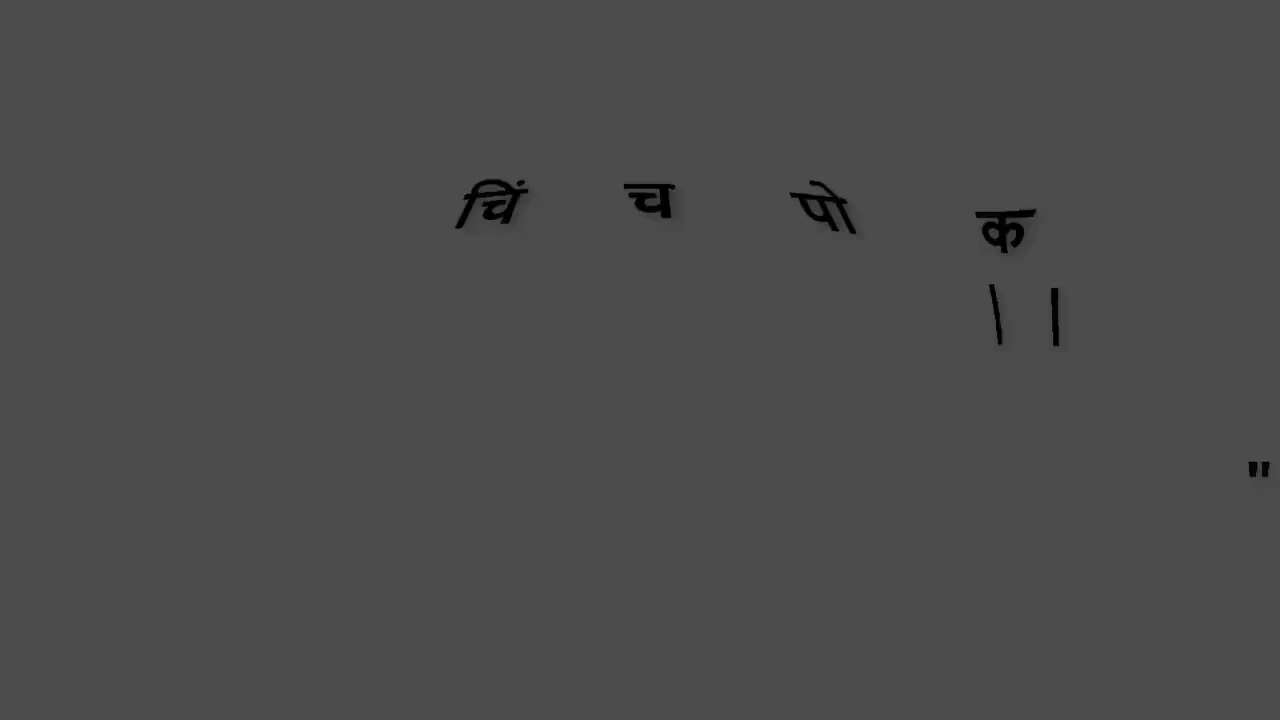 चिं च पो क
\ |
"